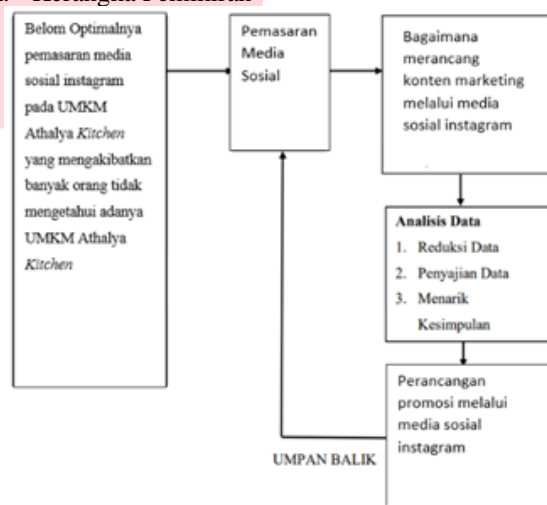 Kerangka Pemikiran
Belom Optimalnya
pemasaran media
sosial instagram
pada UMKM
Athalya Kitchen
yang mengakibatkan
banyak orang tidak
mengetahui adanya
UMKM Athalya
Kitchen
Pemasaran
Media
Sosial
Bagaimana
merancang
konten marketing
melalui media
sosial instagram
Analisis Data
1. Reduksi Data
2. Penyajian Data
3. Menarik
Kesimpulan
Perancangan
promosi melalui
media sosial
instagram
UMPAN BALIK